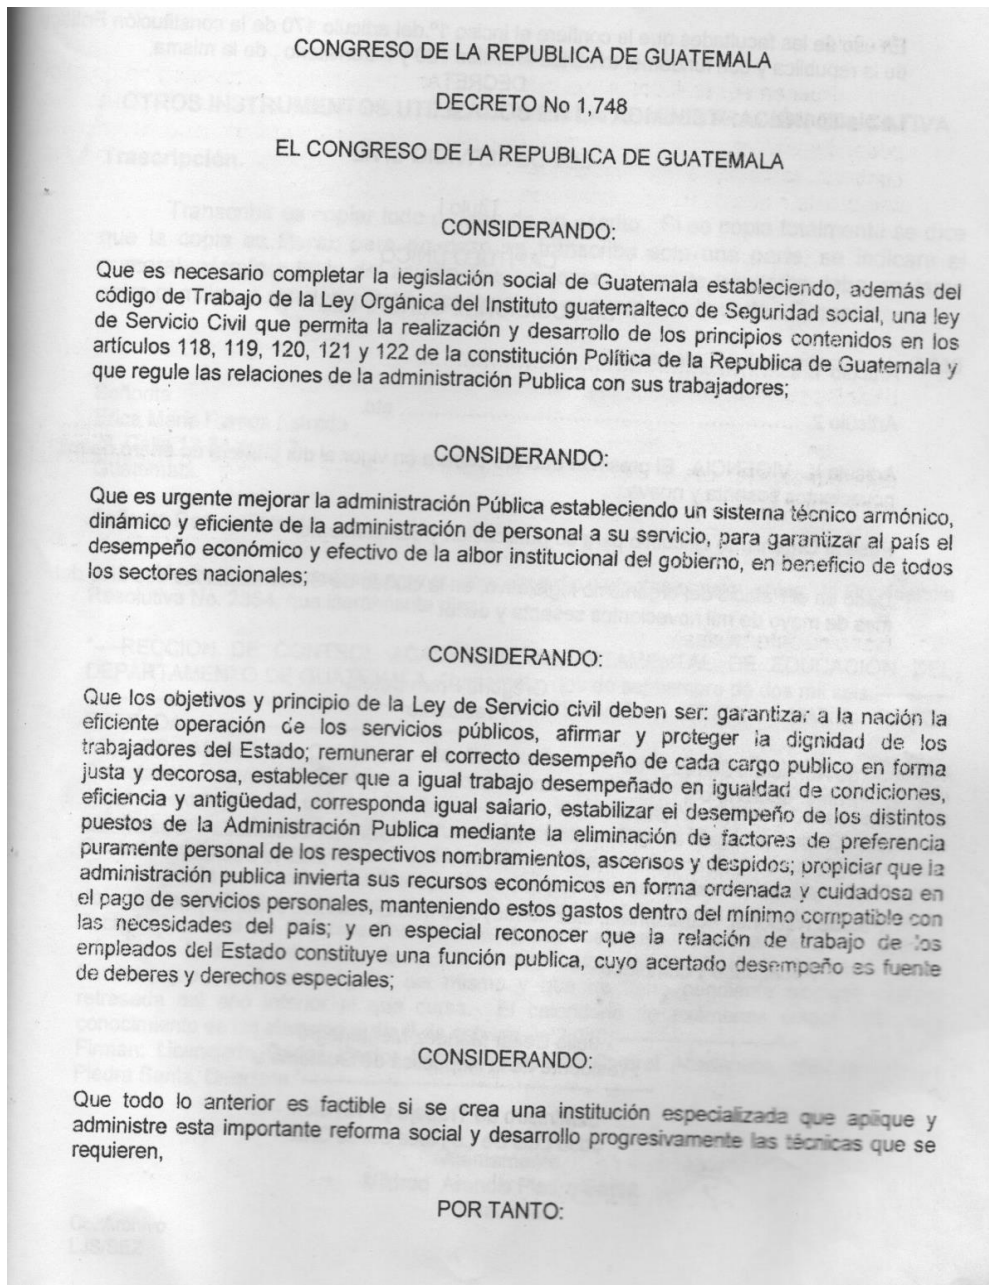 CONGRESO DE LA REPUBLICA DE GUATEMALA
DECRETO No 1,748
EL CONGRESO DE LA REPUBLICA DE GUATEMALA
CONSIDERANDO:
Que es necesario completar la legislación social de Guatemala estableciendo, además del
código de Trabajo de la Ley Orgánica del Instituto guatemalteco de Seguridad social, una ley
de Servicio Civil que permita la realización y desarrollo de los principios contenidos en los
artículos 118, 119, 120, 121 y 122 de la constitución Política de la Republica de Guatemala y
que regule las relaciones de la administración Publica con sus trabajadores;
CONSIDERANDO:
Que es urgente mejorar la administración Pública estableciendo un sistema técnico armónico,
dinámico y eficiente de la administración de personal a su servicio, para garantizar al país el
desempeño económico y efectivo de la albor institucional del gobierno, en beneficio de todos
los sectores nacionales;
CONSIDERANDO:
Que los objetivos y principio de la Ley de Servicio civil deben ser: garantizar a la nación la
eficiente operación de los servicios públicos, afirmar y proteger la dignidad de los
trabajadores del Estado; remunerar el correcto desempeño de cada cargo publico en forma
justa y decorosa, establecer que a igual trabajo desempeñado en igualdad de condiciones,
eficiencia y antigüedad, corresponda igual salario, estabilizar el desempeño de los distintos
puestos de la Administración Publica mediante la eliminación de factores de preferencia
puramente personal de los respectivos nombramientos, ascensos y despidos; propiciar que la
administración publica invierta sus recursos económicos en forma ordenada y cuidadosa en
el pago de servicios personales, manteniendo estos gastos dentro del mínimo compatible con
las necesidades del país; y en especial reconocer que la relación de trabajo de los
empleados del Estado constituye una función publica, cuyo acertado desempeño es fuente
de deberes y derechos especiales;
CONSIDERANDO:
Que todo lo anterior es factible si se crea una institución especializada que aplique y
administre esta importante reforma social y desarrollo progresivamente las técnicas que se
requieren,
POR TANTO: